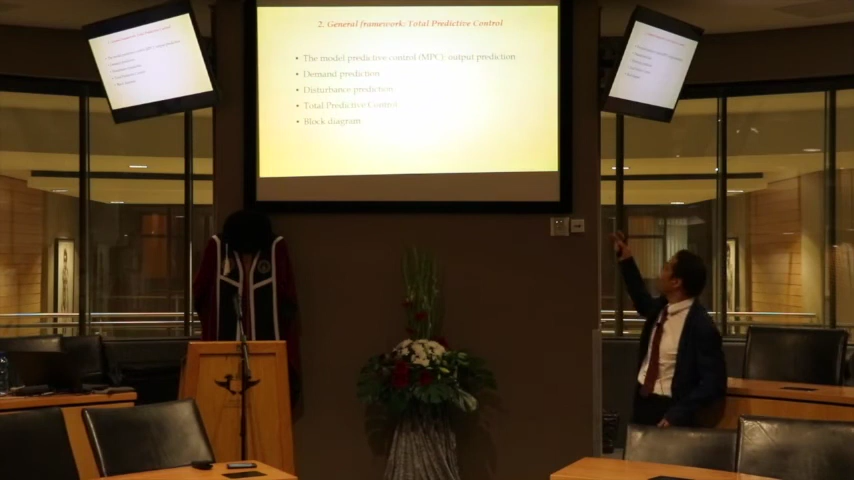 2. General framework: Total Predictive Control
• The model predictive control (MPC): output prediction
• Demand prediction
• Disturbance prediction
• Total Predictive Control
• Block diagram